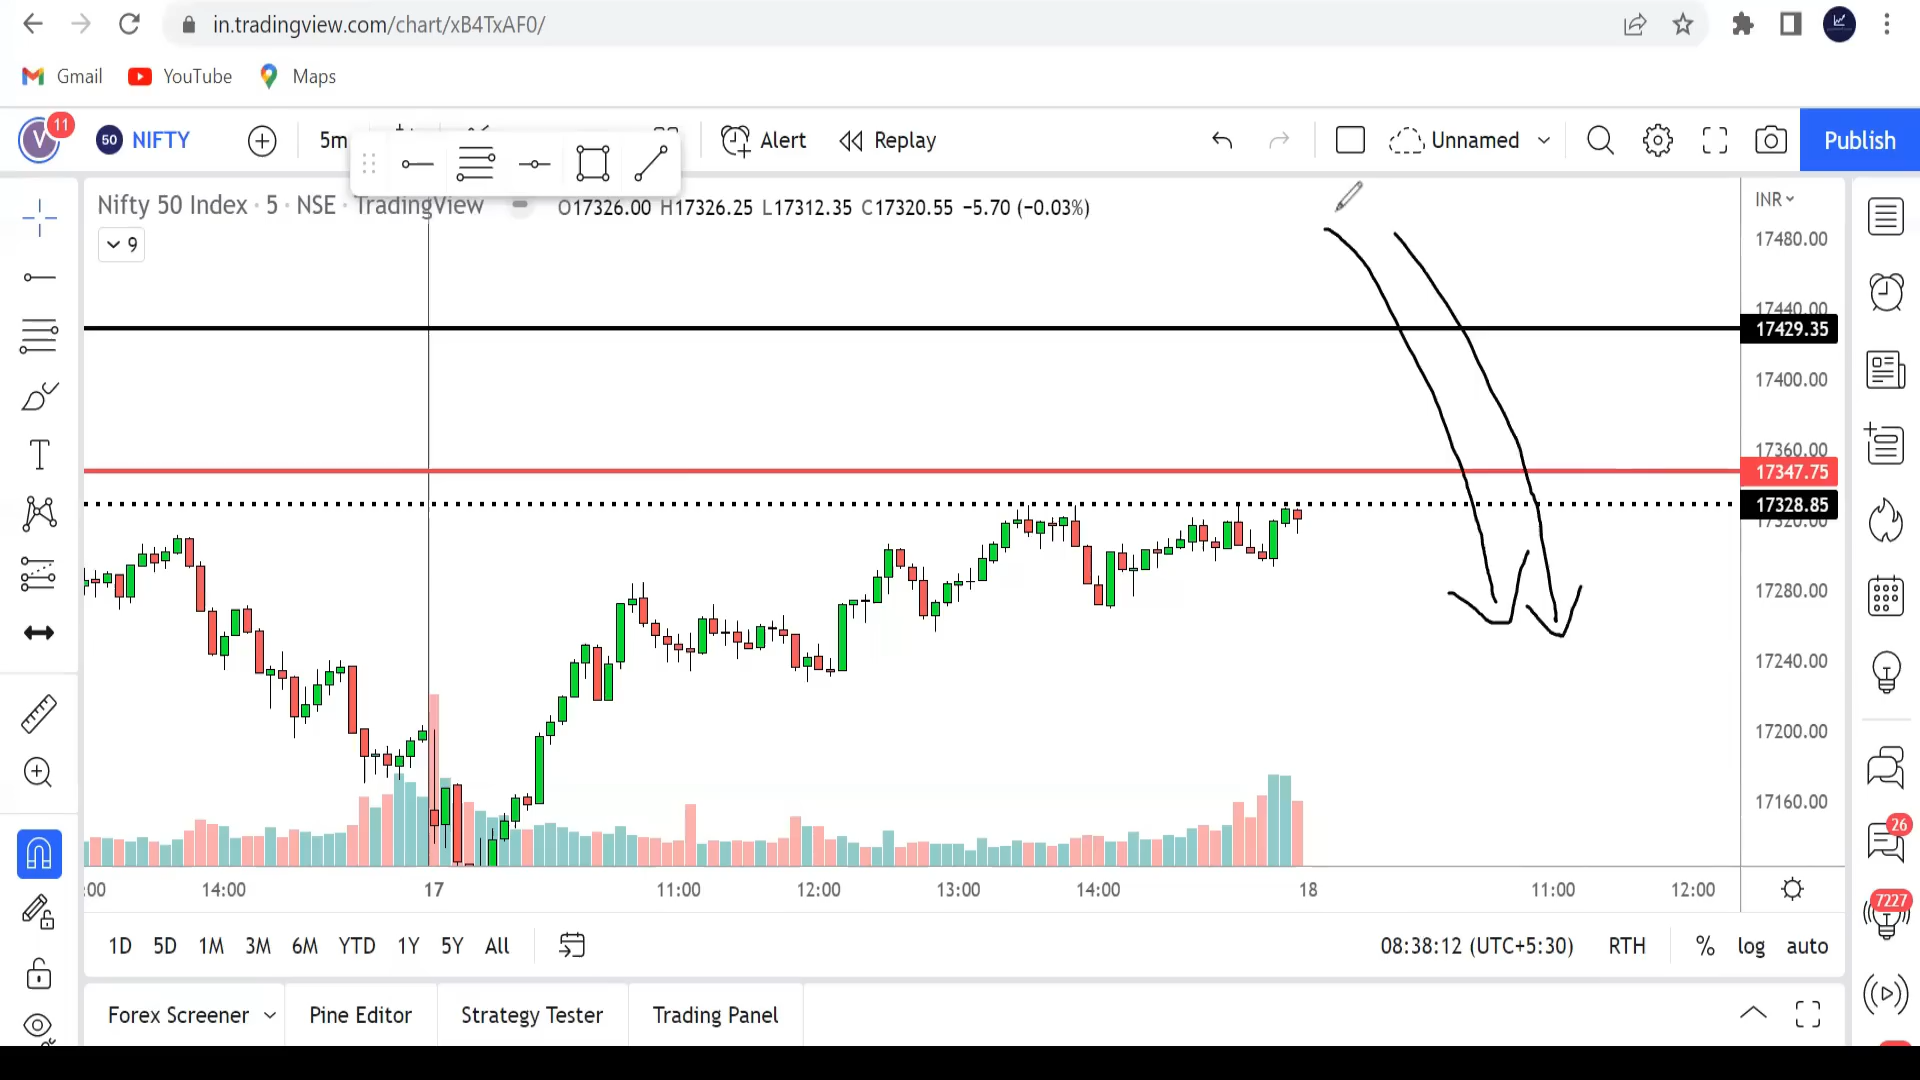 in.tradingview.com/chart/xB4TxAF0/
Gmail YouTube Maps
V 11 50 NIFTY 5m Alert Replay Unnamed Publish
Nifty 50 Index · 5 · NSE · TradingView O17326.00 H17326.25 L17312.35 C17320.55 −5.70 (−0.03%)
INR
9
17480.00
17440.00
17429.35
17400.00
17360.00
17347.75
17328.85
17320.00
17280.00
17240.00
17200.00
17160.00
:00 14:00 17 11:00 12:00 13:00 14:00 18 11:00 12:00
1D 5D 1M 3M 6M YTD 1Y 5Y All 08:38:12 (UTC+5:30) RTH % log auto
Forex Screener Pine Editor Strategy Tester Trading Panel
26
7227